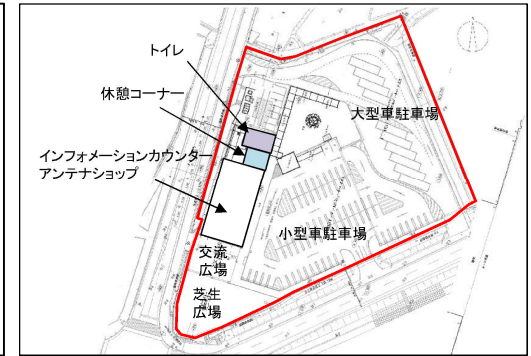 トイレ
休憩コーナー
大型車駐車場
インフォメーションカウンター
アンテナショップ
小型車駐車場
交流
広場
芝生
広場